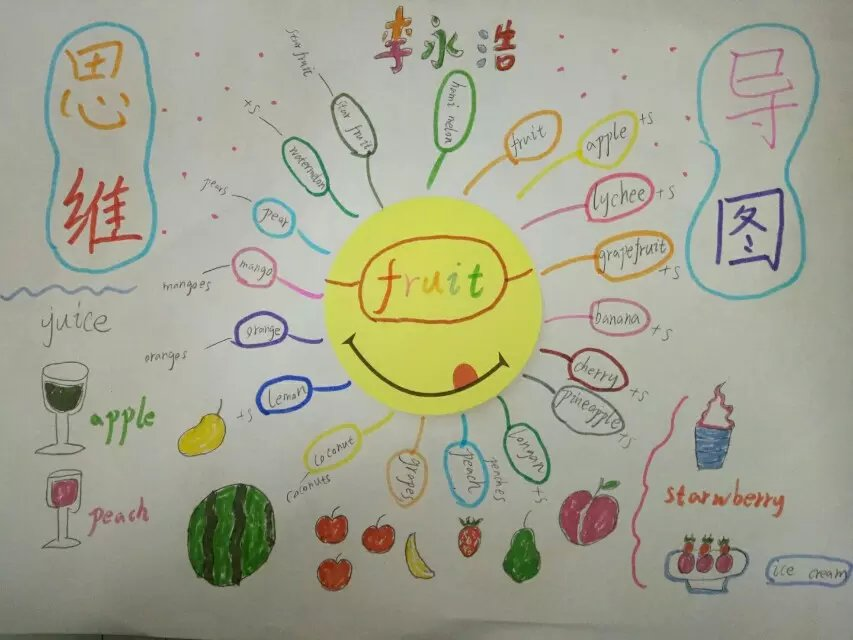 李永浩
思维
导图
fruit
hami melon
fruit
apple +s
lychee +s
grapefruit +s
banana +s
cherry +s
pineapple +s
longan +s
peach peaches
grapes
coconut
coconuts
lemon +s
orange
oranges
mango
mangoes
pear
pears
watermelon +s
star fruit
star fruit
juice
apple
peach
starwberry
ice cream